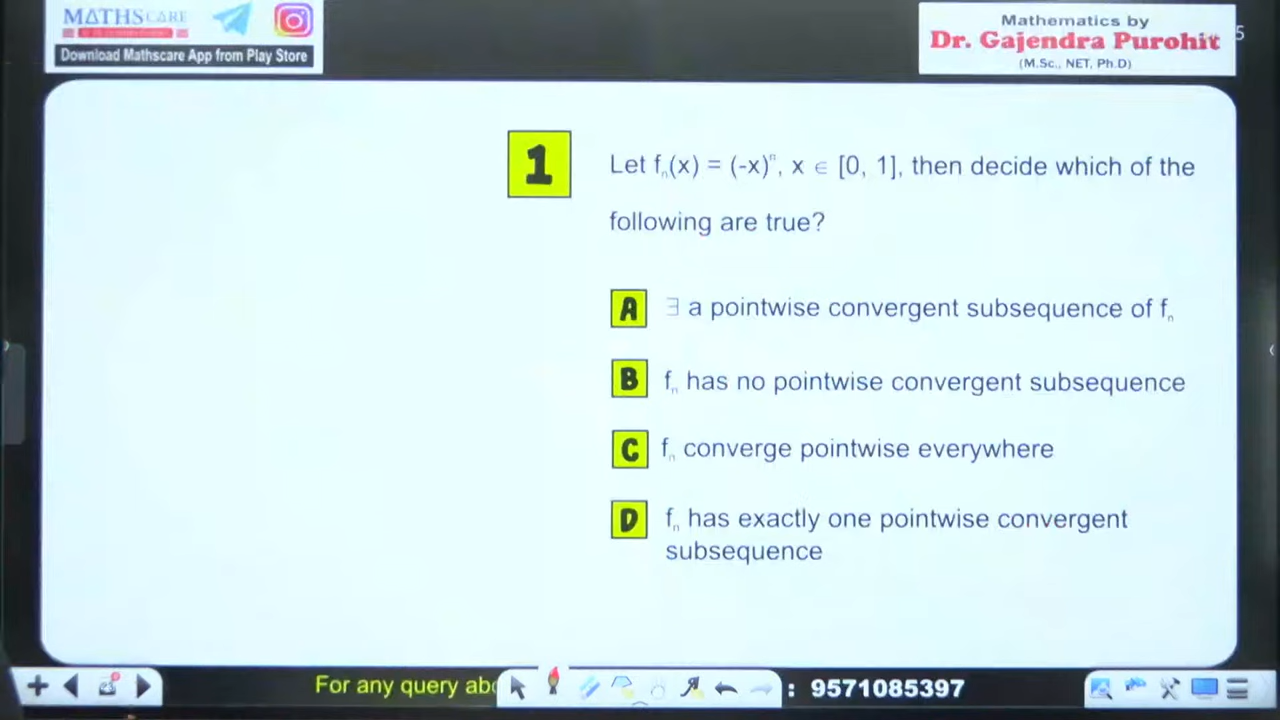 MATHSCARE
Download Mathscare App from Play Store
Mathematics by
Dr. Gajendra Purohit
(M.Sc., NET, Ph.D)
5
1
Let fₙ(x) = (-x)ⁿ, x ∈ [0, 1], then decide which of the
following are true?
A ∃ a pointwise convergent subsequence of fₙ
B fₙ has no pointwise convergent subsequence
C fₙ converge pointwise everywhere
D fₙ has exactly one pointwise convergent
subsequence
For any query : 9571085397